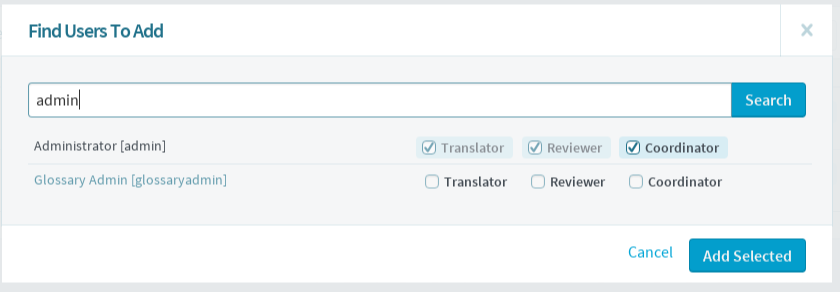 Find Users To Add
admin
Search
Administrator [admin] Translator Reviewer Coordinator
Glossary Admin [glossaryadmin] Translator Reviewer Coordinator
Cancel Add Selected